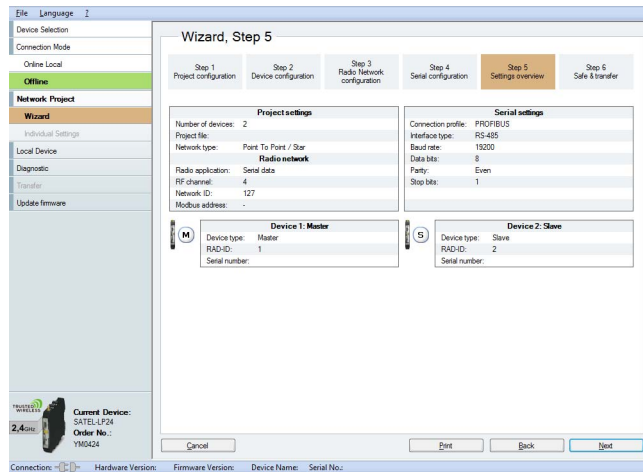 File Language ?
Device Selection
Connection Mode
Online Local
Offline
Network Project
Wizard
Individual Settings
Local Device
Diagnostic
Transfer
Update firmware
Wizard, Step 5
Step 1
Project configuration
Step 2
Device configuration
Step 3
Radio Network
configuration
Step 4
Serial configuration
Step 5
Settings overview
Step 6
Safe & transfer
Project settings
Number of devices: 2
Project file:
Network type: Point To Point / Star
Radio network
Radio application: Serial data
RF channel: 4
Network ID: 127
Modbus address: -
Serial settings
Connection profile: PROFIBUS
Interface type: RS-485
Baud rate: 19200
Data bits: 8
Parity: Even
Stop bits: 1
M
Device 1: Master
Device type: Master
RAD-ID: 1
Serial number:
S
Device 2: Slave
Device type: Slave
RAD-ID: 2
Serial number:
TRUSTED
WIRELESS
2,4GHz
Current Device:
SATEL-LP24
Order No.:
YM0424
Cancel Print Back Next
Connection: Hardware Version: Firmware Version: Device Name: Serial No.: